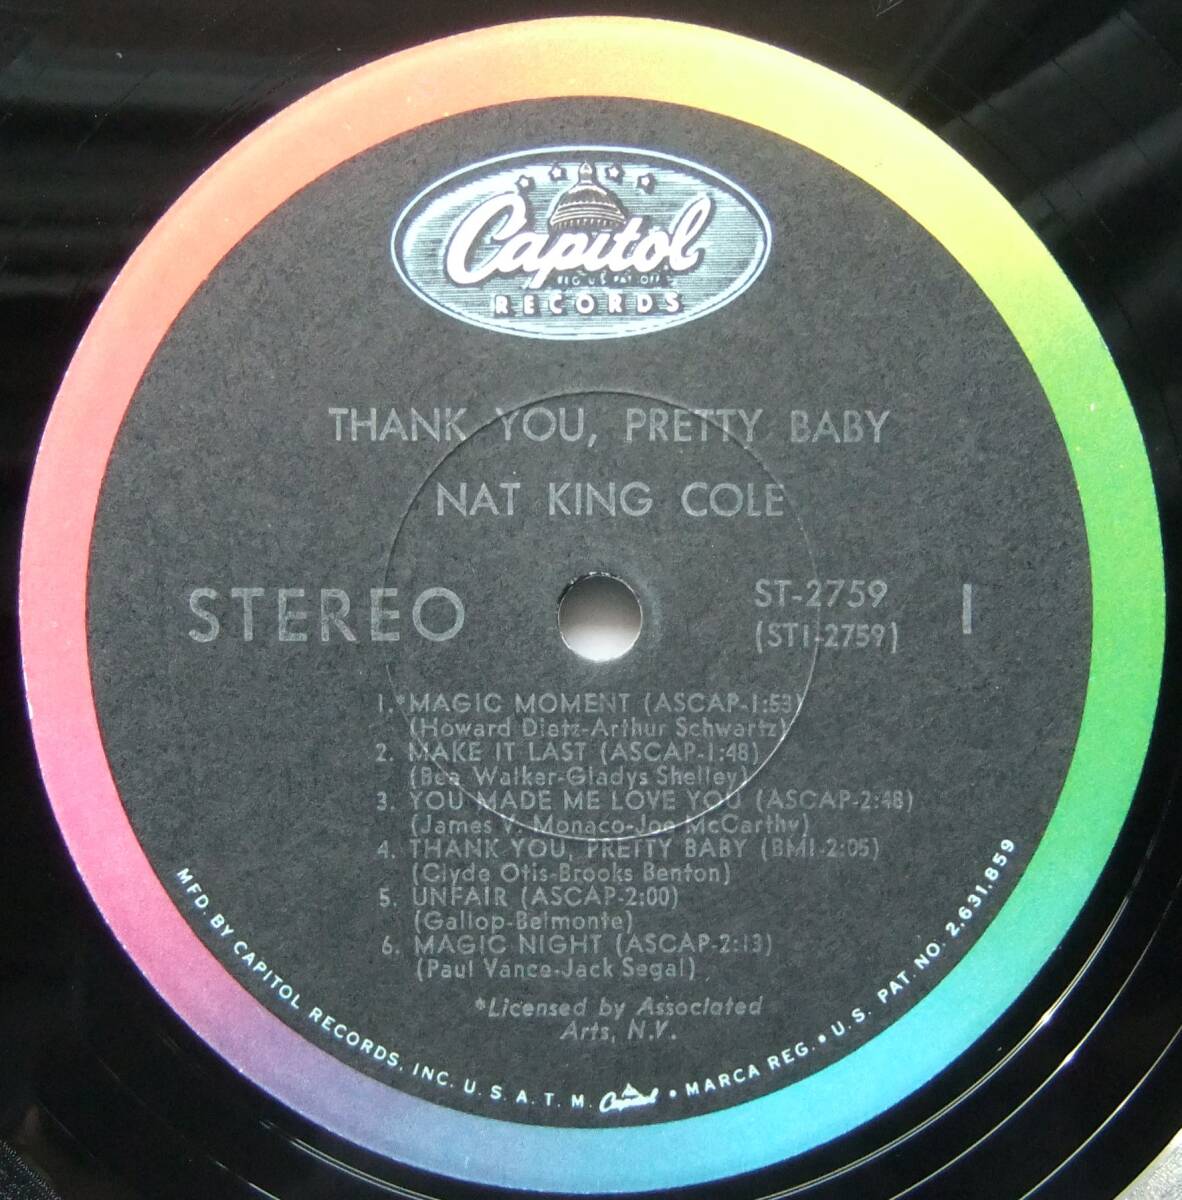 Capitol
REG. U.S. PAT. OFF.
RECORDS
THANK YOU, PRETTY BABY
NAT KING COLE
STEREO
ST-2759
(ST1-2759)
1
1.*MAGIC MOMENT (ASCAP-1:53)
(Howard Dietz-Arthur Schwartz)
2. MAKE IT LAST (ASCAP-1:48)
(Bea Walker-Gladys Shelley)
3. YOU MADE ME LOVE YOU (ASCAP-2:48)
(James V. Monaco-Joe McCarthy)
4. THANK YOU, PRETTY BABY (BMI-2:05)
(Clyde Otis-Brooks Benton)
5. UNFAIR (ASCAP-2:00)
(Gallop-Belmonte)
6. MAGIC NIGHT (ASCAP-2:13)
(Paul Vance-Jack Segal)
*Licensed by Associated
Arts, N.V.
MFD. BY CAPITOL RECORDS, INC. U.S.A. T.M. Capitol • MARCA REG. • U.S. PAT. NO. 2,631,859